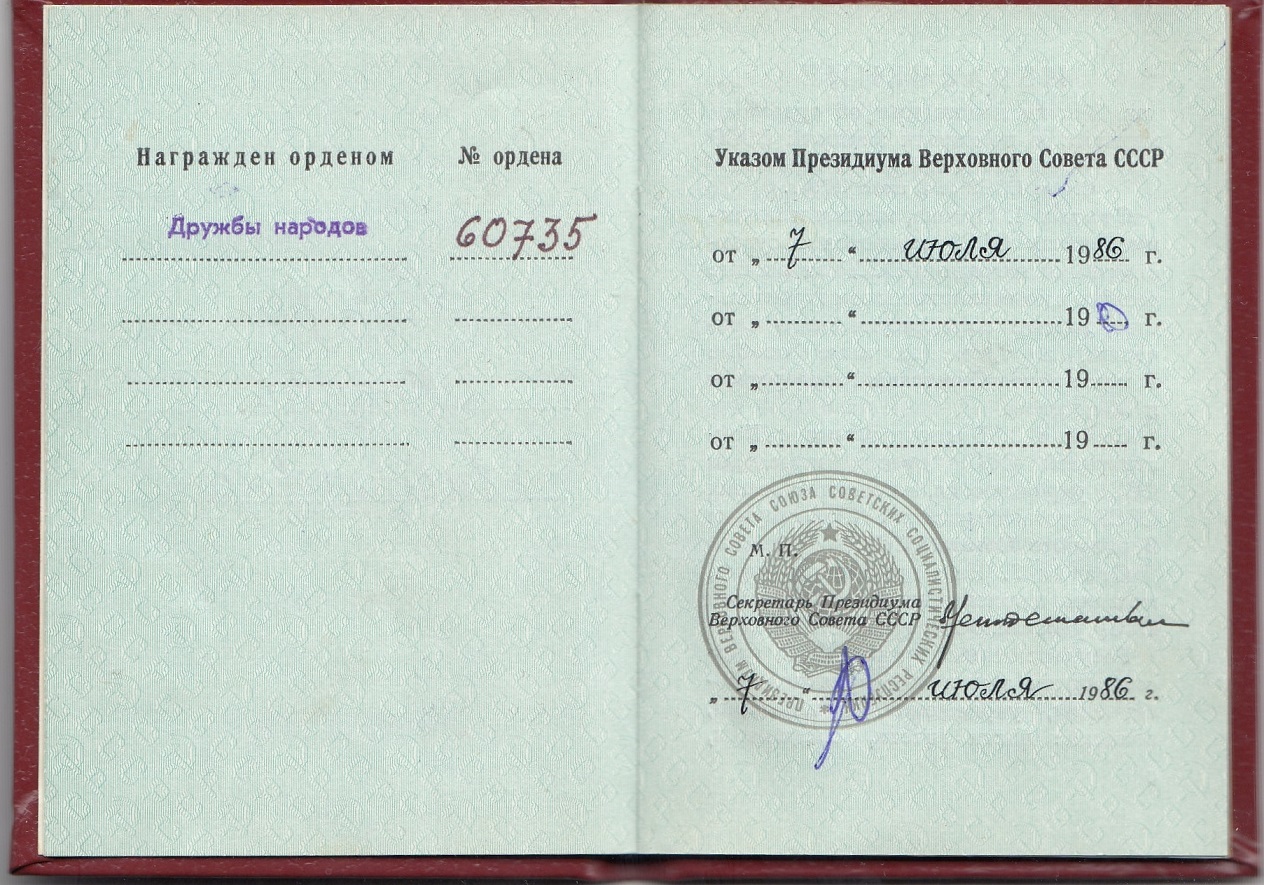 Награжден орденом
№ ордена
Дружбы народов
60735
Указом Президиума Верховного Совета СССР
от „ 7 “ июля 1986 г.
от „ “ 19 г.
от „ “ 19 г.
от „ “ 19 г.
ПРЕЗИДИУМ ВЕРХОВНОГО СОВЕТА СОЮЗА СОВЕТСКИХ СОЦИАЛИСТИЧЕСКИХ РЕСПУБЛИК
М. П.
Секретарь Президиума
Верховного Совета СССР
„ 7 “ июля 1986 г.